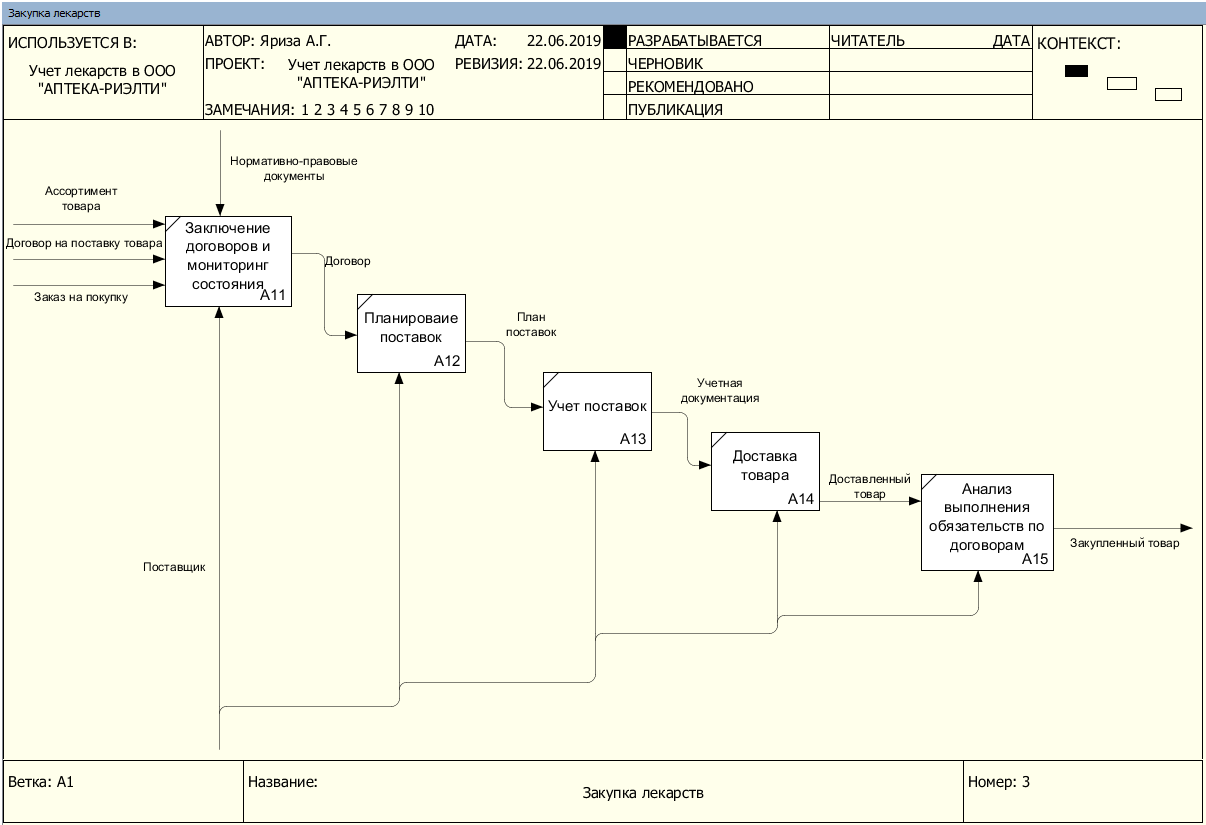 Закупка лекарств
ИСПОЛЬЗУЕТСЯ В:
Учет лекарств в ООО
"АПТЕКА-РИЭЛТИ"
АВТОР: Яриза А.Г.
ДАТА: 22.06.2019
ПРОЕКТ: Учет лекарств в ООО
"АПТЕКА-РИЭЛТИ"
РЕВИЗИЯ: 22.06.2019
ЗАМЕЧАНИЯ: 1 2 3 4 5 6 7 8 9 10
РАЗРАБАТЫВАЕТСЯ
ЧЕРНОВИК
РЕКОМЕНДОВАНО
ПУБЛИКАЦИЯ
ЧИТАТЕЛЬ ДАТА
КОНТЕКСТ:
Нормативно-правовые
документы
Ассортимент
товара
Договор на поставку товара
Заказ на покупку
Заключение
договоров и
мониторинг
состояния
A11
Договор
Планироваие
поставок
A12
План
поставок
Учет поставок
A13
Учетная
документация
Доставка
товара
A14
Доставленный
товар
Анализ
выполнения
обязательств по
договорам
A15
Закупленный товар
Поставщик
Ветка: A1
Название:
Закупка лекарств
Номер: 3